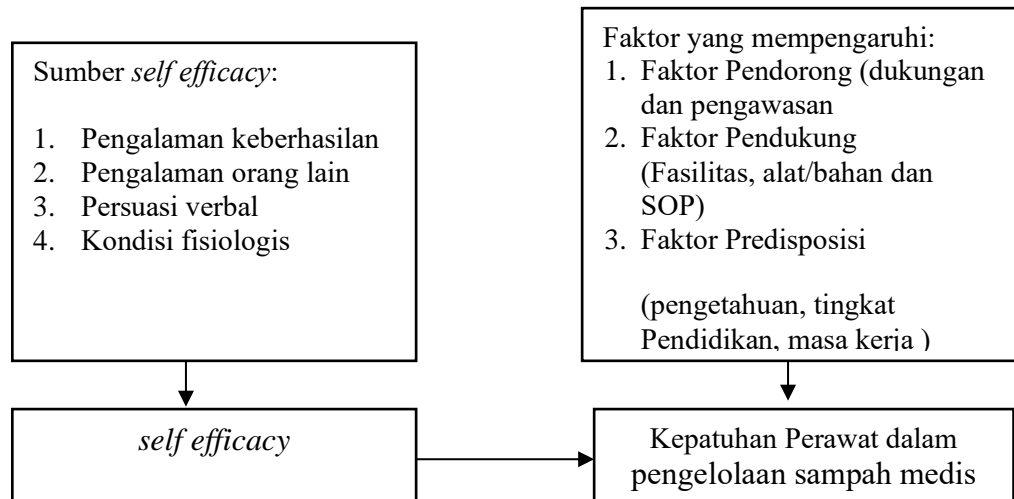 Sumber self efficacy:
1. Pengalaman keberhasilan
2. Pengalaman orang lain
3. Persuasi verbal
4. Kondisi fisiologis
Faktor yang mempengaruhi:
1. Faktor Pendorong (dukungan
dan pengawasan
2. Faktor Pendukung
(Fasilitas, alat/bahan dan
SOP)
3. Faktor Predisposisi
(pengetahuan, tingkat
Pendidikan, masa kerja )
self efficacy
Kepatuhan Perawat dalam
pengelolaan sampah medis